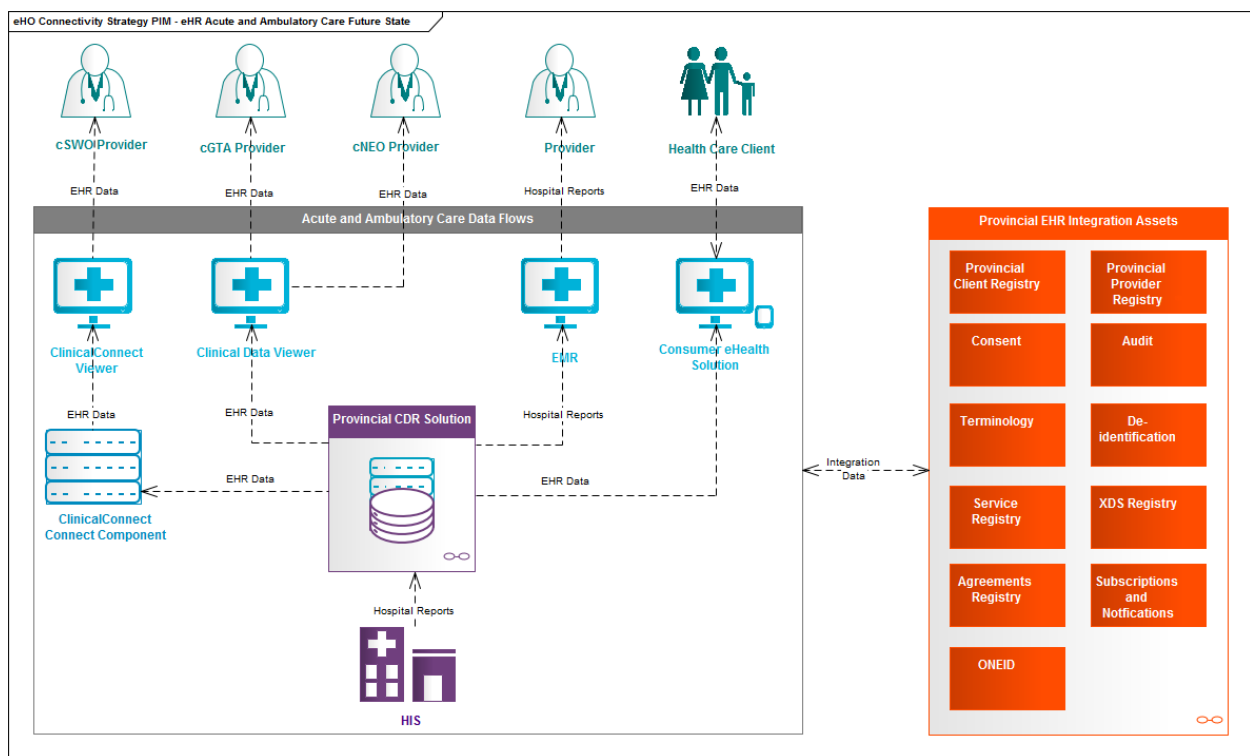 eHO Connectivity Strategy PIM - eHR Acute and Ambulatory Care Future State
cSWO Provider
cGTA Provider
cNEO Provider
Provider
Health Care Client
EHR Data
EHR Data
EHR Data
Hospital Reports
EHR Data
Acute and Ambulatory Care Data Flows
ClinicalConnect
Viewer
Clinical Data Viewer
EMR
Consumer eHealth
Solution
EHR Data
EHR Data
Hospital Reports
Provincial CDR Solution
EHR Data
EHR Data
ClinicalConnect
Connect Component
Hospital Reports
HIS
Integration
Data
Provincial EHR Integration Assets
Provincial
Client Registry
Provincial
Provider
Registry
Consent
Audit
Terminology
De-
identification
Service
Registry
XDS Registry
Agreements
Registry
Subscriptions
and
Notfications
ONEID